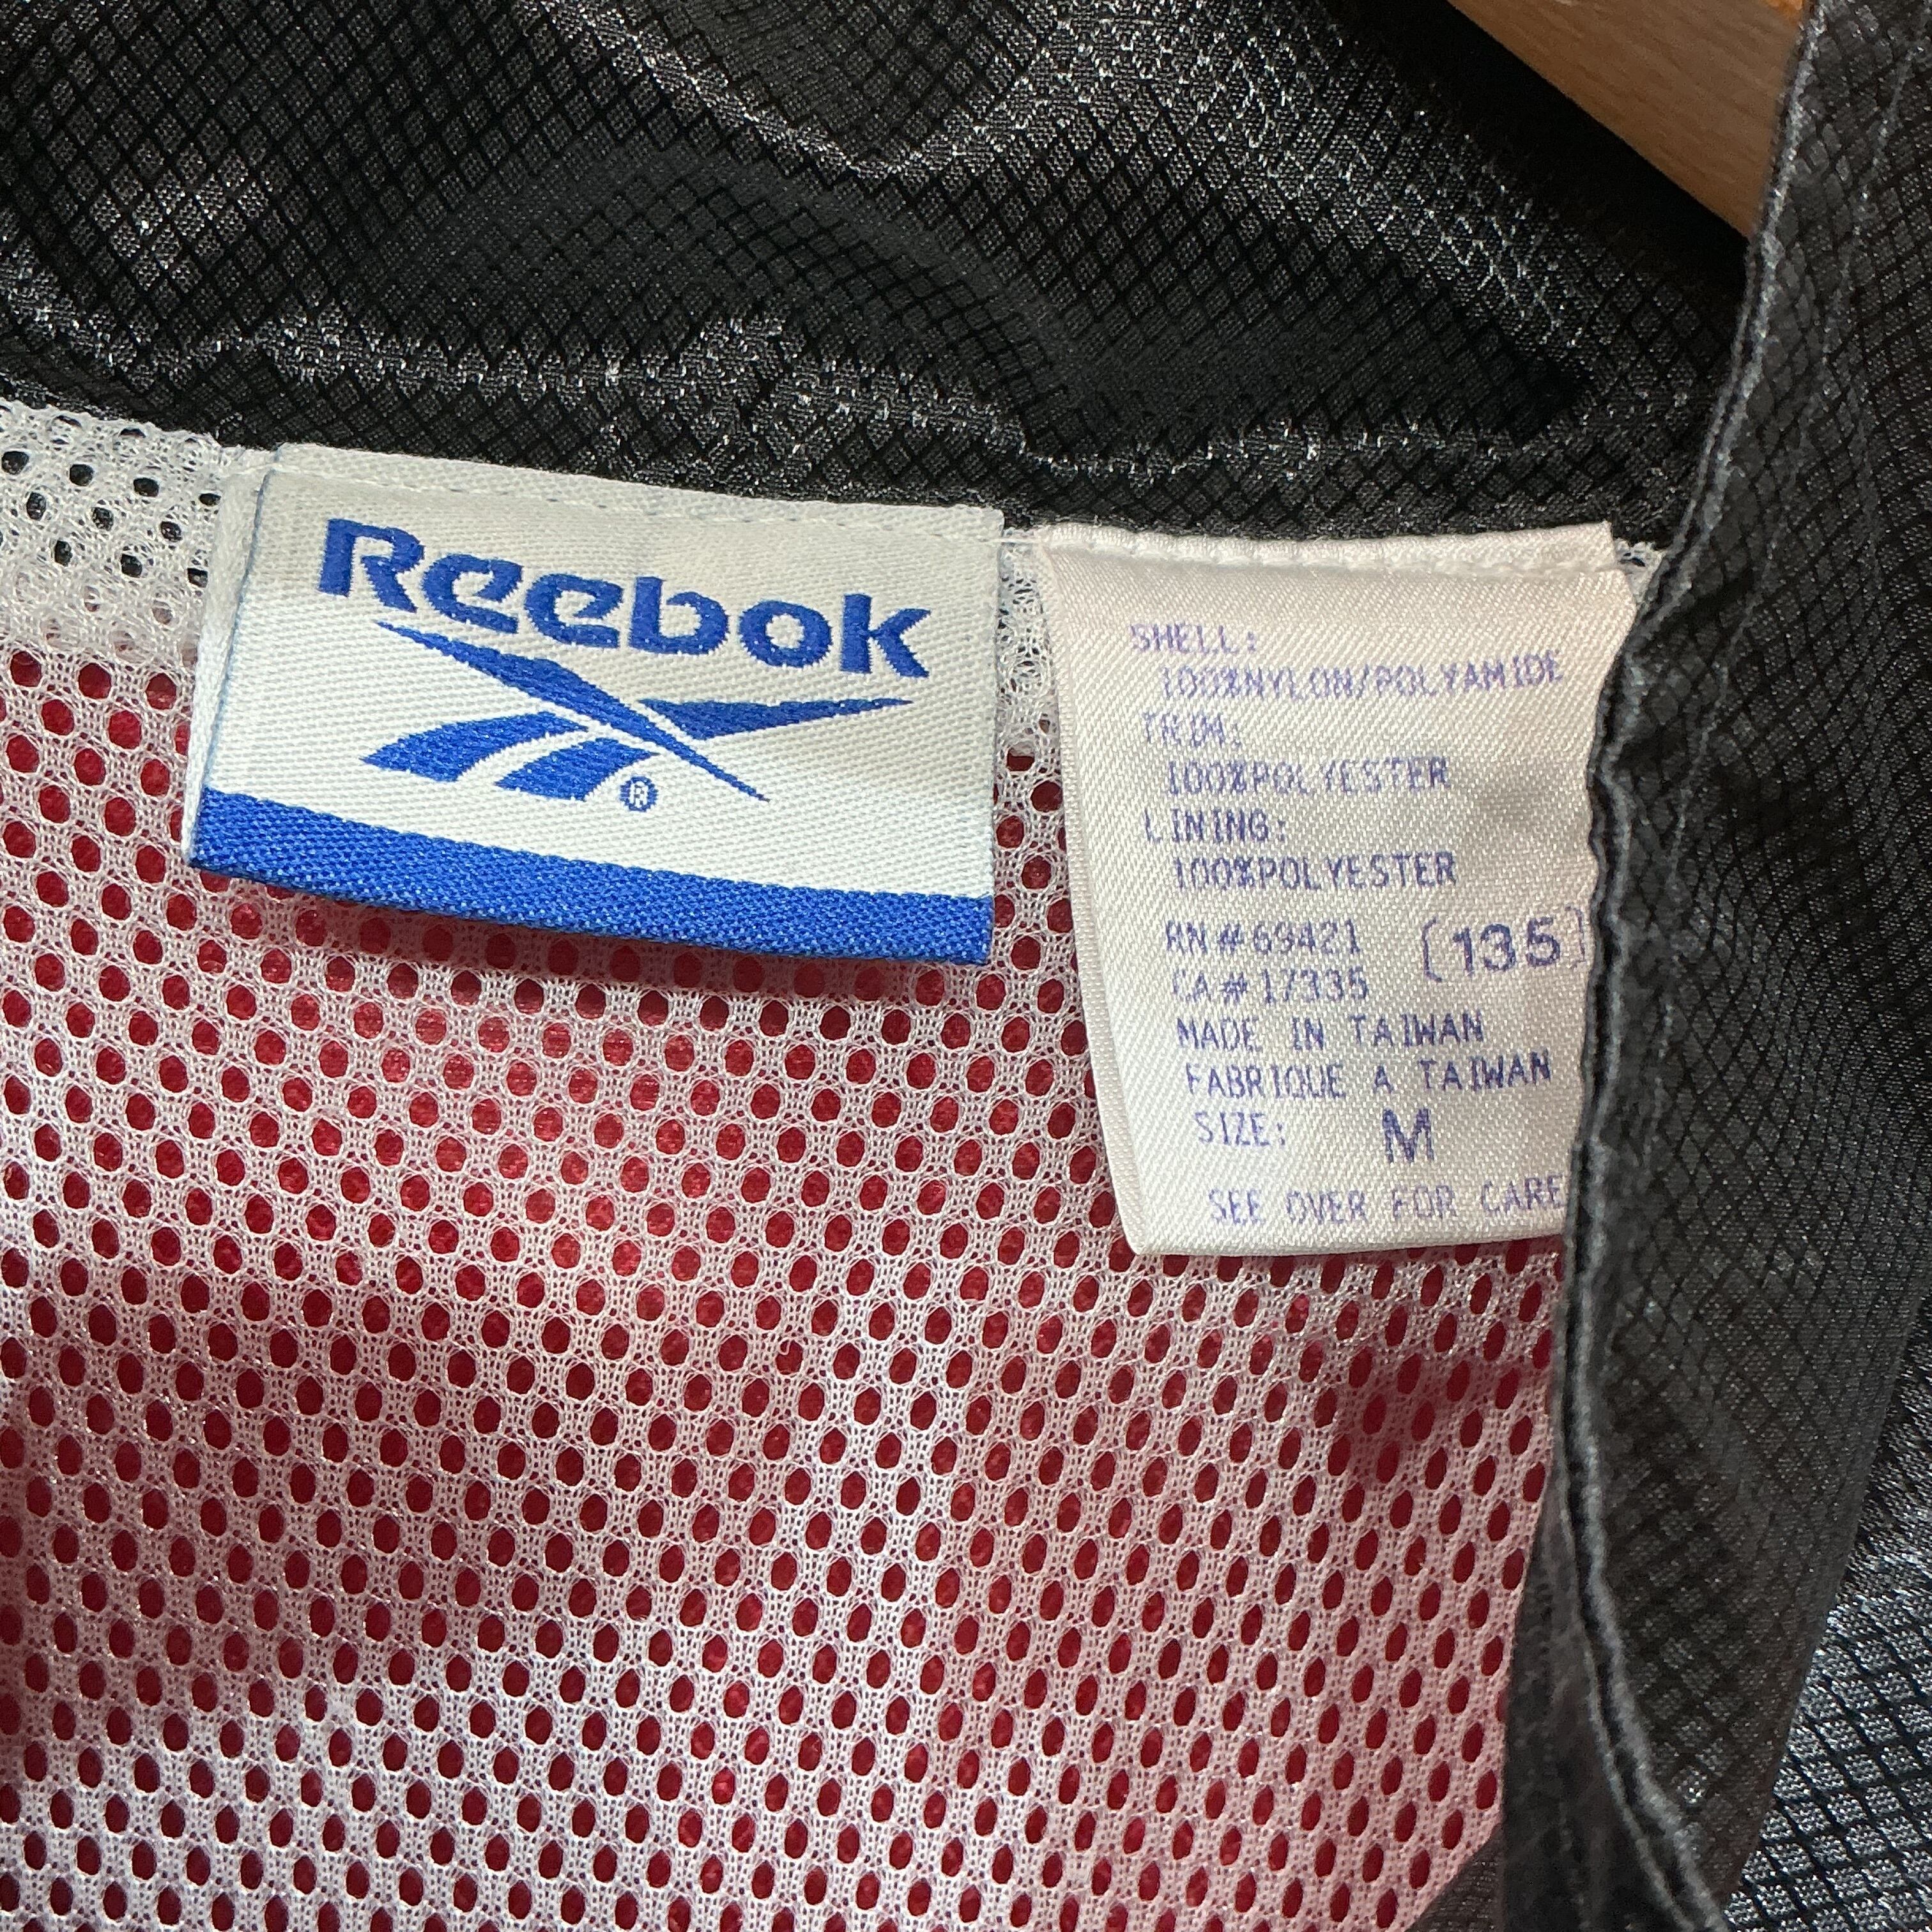 Reebok
®
SHELL:
100%NYLON/POLYAMIDE
TRIM:
100%POLYESTER
LINING:
100%POLYESTER
RN#69421 (135)
CA#17335
MADE IN TAIWAN
FABRIQUE A TAIWAN
SIZE: M
SEE OVER FOR CARE